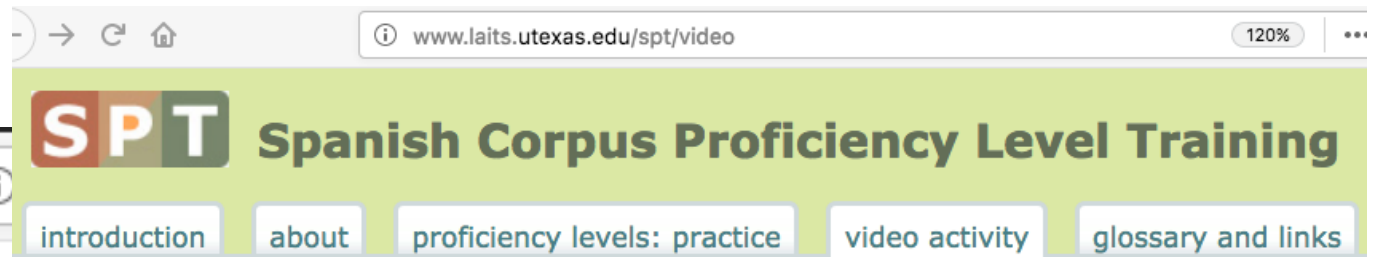 www.laits.utexas.edu/spt/video 120%
SPT Spanish Corpus Proficiency Level Training
introduction about proficiency levels: practice video activity glossary and links